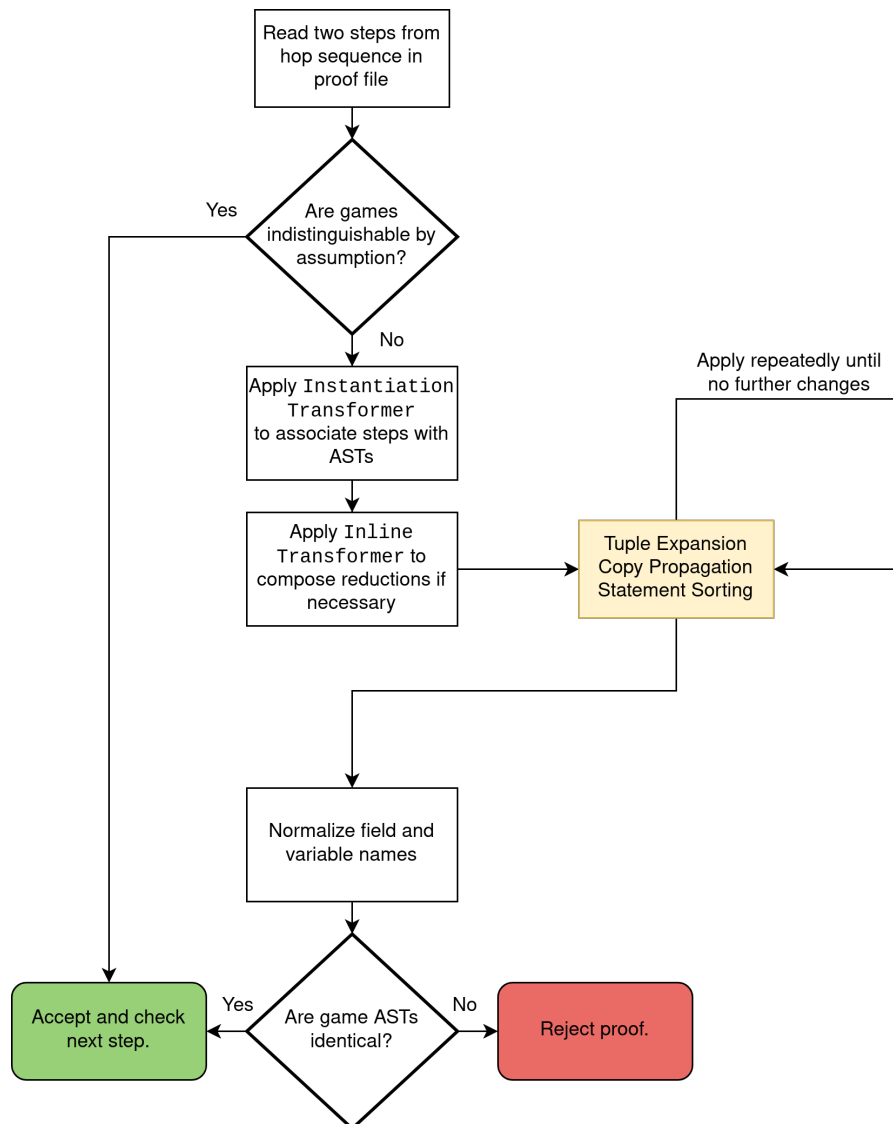 Read two steps from
hop sequence in
proof file
Yes
Are games
indistinguishable by
assumption?
No
Apply Instantiation
Transformer
to associate steps with
ASTs
Apply repeatedly until
no further changes
Apply Inline
Transformer to
compose reductions if
necessary
Tuple Expansion
Copy Propagation
Statement Sorting
Normalize field and
variable names
Accept and check
next step.
Yes
Are game ASTs
identical?
No
Reject proof.